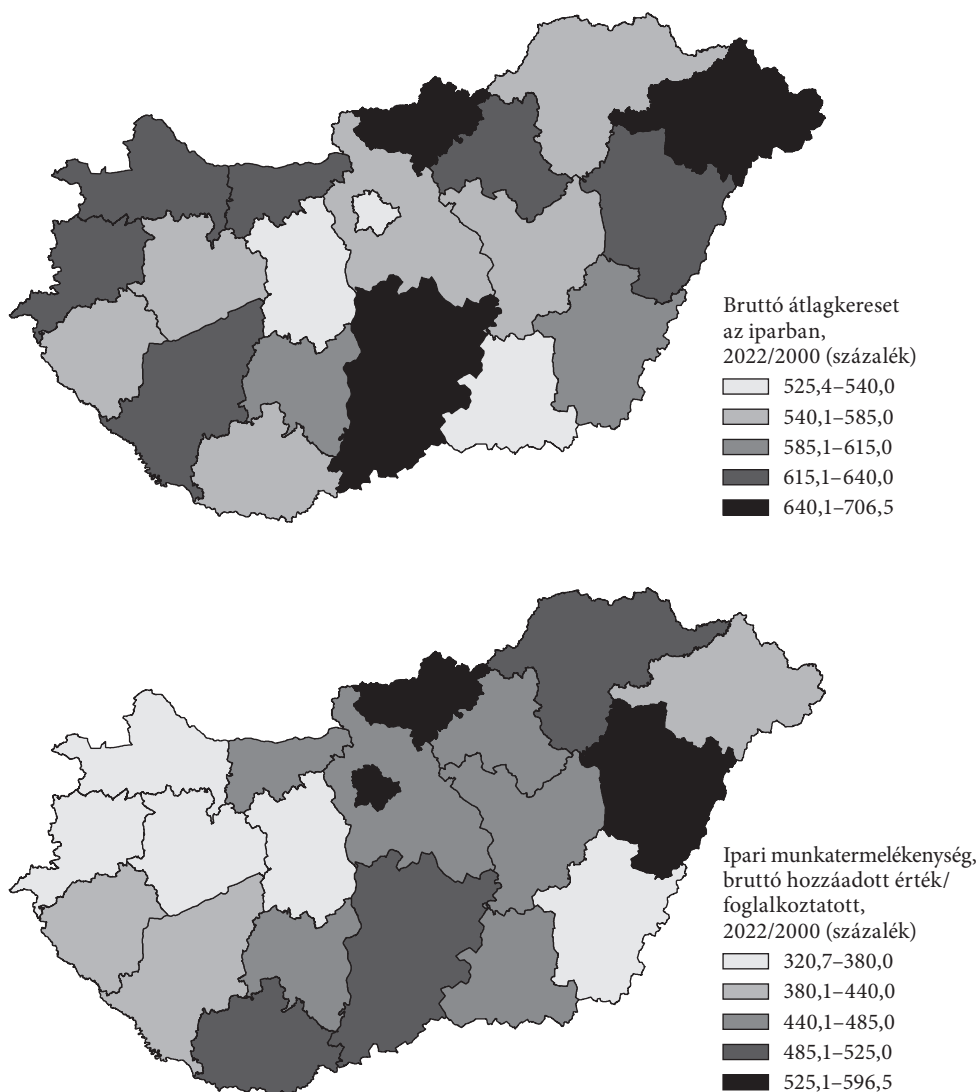 Bruttó átlagkereset
az iparban,
2022/2000 (százalék)
525,4–540,0
540,1–585,0
585,1–615,0
615,1–640,0
640,1–706,5
Ipari munkatermelékenység,
bruttó hozzáadott érték/
foglalkoztatott,
2022/2000 (százalék)
320,7–380,0
380,1–440,0
440,1–485,0
485,1–525,0
525,1–596,5